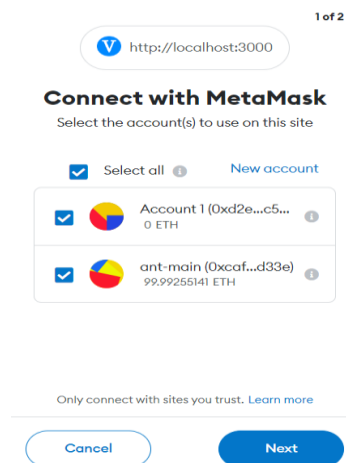 1 of 2
V http://localhost:3000
Connect with MetaMask
Select the account(s) to use on this site
Select all i New account
Account 1 (0xd2e...c5...
0 ETH
ant-main (0xcaf...d33e)
99.99255141 ETH
Only connect with sites you trust. Learn more
Cancel Next